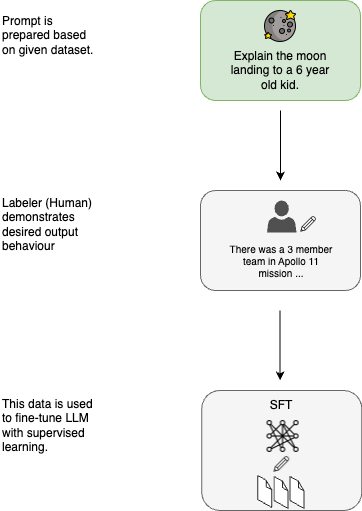 Prompt is
prepared based
on given dataset.
Explain the moon
landing to a 6 year
old kid.
Labeler (Human)
demonstrates
desired output
behaviour
There was a 3 member
team in Apollo 11
mission ...
This data is used
to fine-tune LLM
with supervised
learning.
SFT